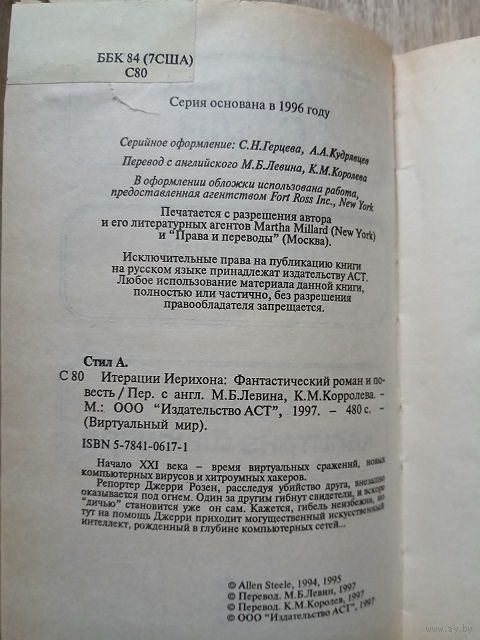 ББК 84 (7США)
С80
Серия основана в 1996 году
Серийное оформление: С.Н.Герцева, А.А.Кудрявцев
Перевод с английского М.Б.Левина, К.М.Королева
В оформлении обложки использована работа,
предоставленная агентством Fort Ross Inc., New York
Печатается с разрешения автора
и его литературных агентов Martha Millard (New York)
и "Права и переводы" (Москва).
Исключительные права на публикацию книги
на русском языке принадлежат издательству АСТ.
Любое использование материала данной книги,
полностью или частично, без разрешения
правообладателя запрещается.
Стил А.
С 80 Итерации Иерихона: Фантастический роман и по-
весть / Пер. с англ. М.Б.Левина, К.М.Корролева. –
М.: ООО "Издательство АСТ", 1997. – 480 с. –
(Виртуальный мир).
ISBN 5-7841-0617-1
Начало XXI века – время виртуальных сражений, новых
компьютерных вирусов и хитроумных хакеров.
Репортер Джерри Розен, расследуя убийство друга, внезапно
оказывается под огнем. Один за другим гибнут свидетели, и вскоре
"дичью" становится уже он сам. Кажется, гибель неизбежна, но
тут на помощь Джерри приходит могущественный искусственный
интеллект, рожденный в глубине компьютерных сетей...
© Allen Steele, 1994, 1995
© Перевод. М.Б.Левин, 1997
© Перевод. К.М.Королев, 1997
© ООО "Издательство АСТ", 1997
www.ay.by